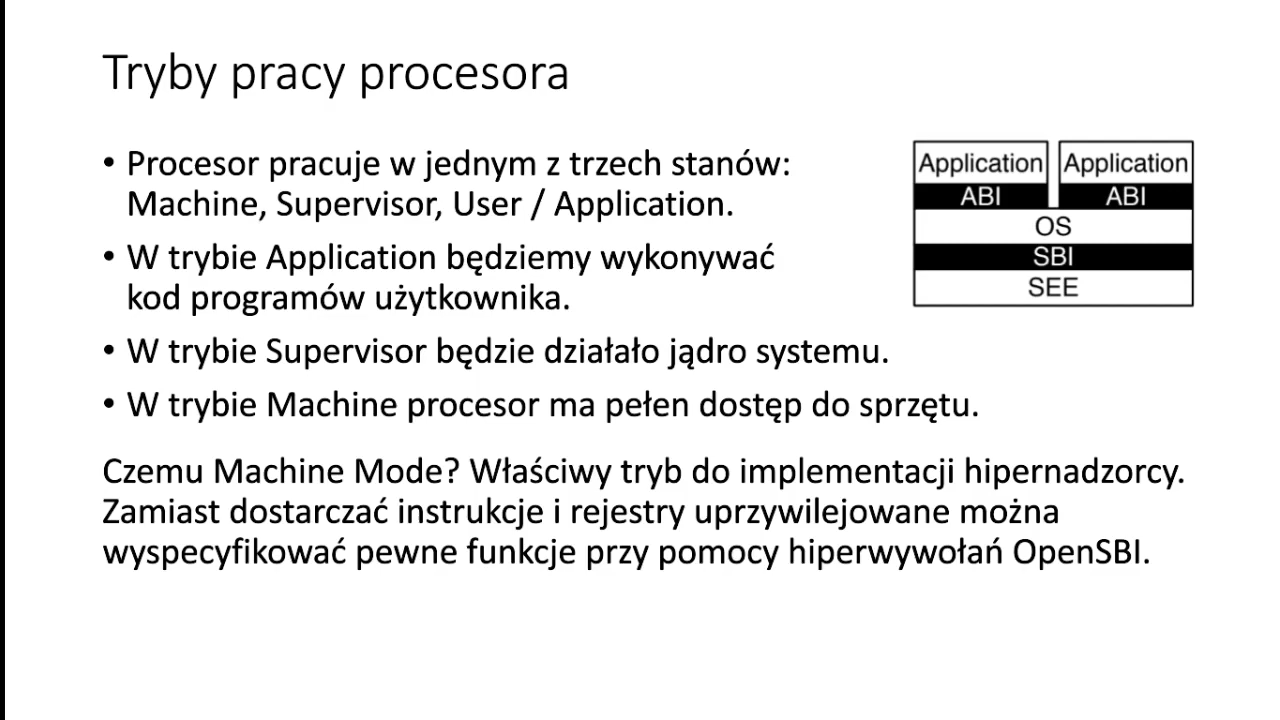 Tryby pracy procesora
• Procesor pracuje w jednym z trzech stanów:
Machine, Supervisor, User / Application.
• W trybie Application będziemy wykonywać
kod programów użytkownika.
• W trybie Supervisor będzie działało jądro systemu.
• W trybie Machine procesor ma pełen dostęp do sprzętu.
Czemu Machine Mode? Właściwy tryb do implementacji hipernadzorcy.
Zamiast dostarczać instrukcje i rejestry uprzywilejowane można
wyspecyfikować pewne funkcje przy pomocy hiperwywołań OpenSBI.
Application Application
ABI ABI
OS
SBI
SEE